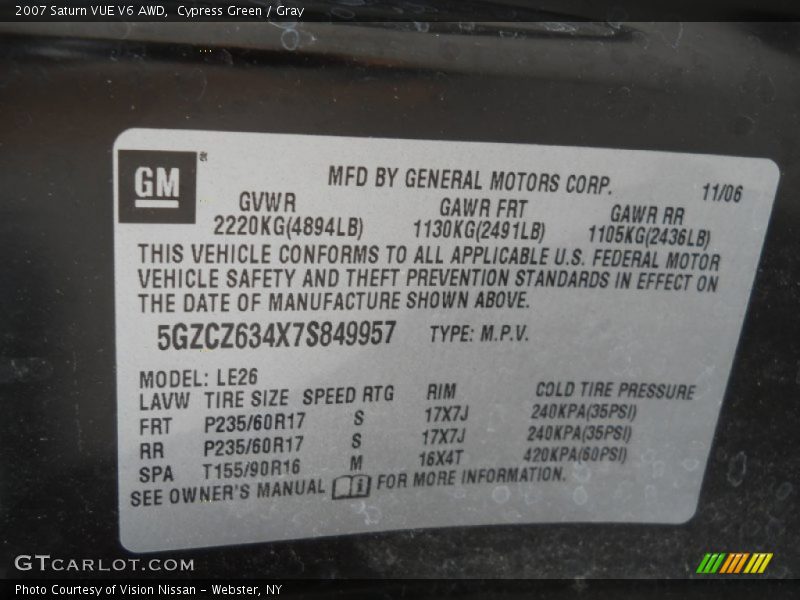 2007 Saturn VUE V6 AWD, Cypress Green / Gray
GM
MFD BY GENERAL MOTORS CORP. 11/06
GVWR GAWR FRT GAWR RR
2220KG(4894LB) 1130KG(2491LB) 1105KG(2436LB)
THIS VEHICLE CONFORMS TO ALL APPLICABLE U.S. FEDERAL MOTOR
VEHICLE SAFETY AND THEFT PREVENTION STANDARDS IN EFFECT ON
THE DATE OF MANUFACTURE SHOWN ABOVE.
5GZCZ634X7S849957 TYPE: M.P.V.
MODEL: LE26
LAVW TIRE SIZE SPEED RTG RIM COLD TIRE PRESSURE
FRT P235/60R17 S 17X7J 240KPA(35PSI)
RR P235/60R17 S 17X7J 240KPA(35PSI)
SPA T155/90R16 M 16X4T 420KPA(60PSI)
SEE OWNER'S MANUAL FOR MORE INFORMATION.
GTCARLOT.COM
Photo Courtesy of Vision Nissan - Webster, NY